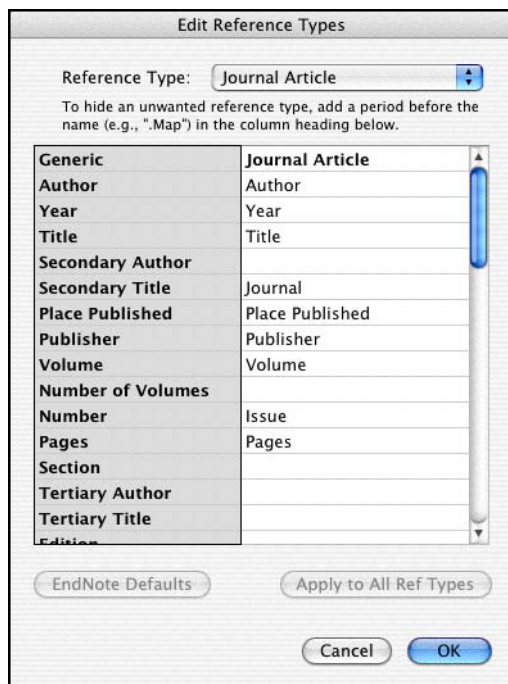 Edit Reference Types
Reference Type: Journal Article
To hide an unwanted reference type, add a period before the
name (e.g., ".Map") in the column heading below.
Generic Journal Article
Author Author
Year Year
Title Title
Secondary Author
Secondary Title Journal
Place Published Place Published
Publisher Publisher
Volume Volume
Number of Volumes
Number Issue
Pages Pages
Section
Tertiary Author
Tertiary Title
Edition
EndNote Defaults Apply to All Ref Types
Cancel OK